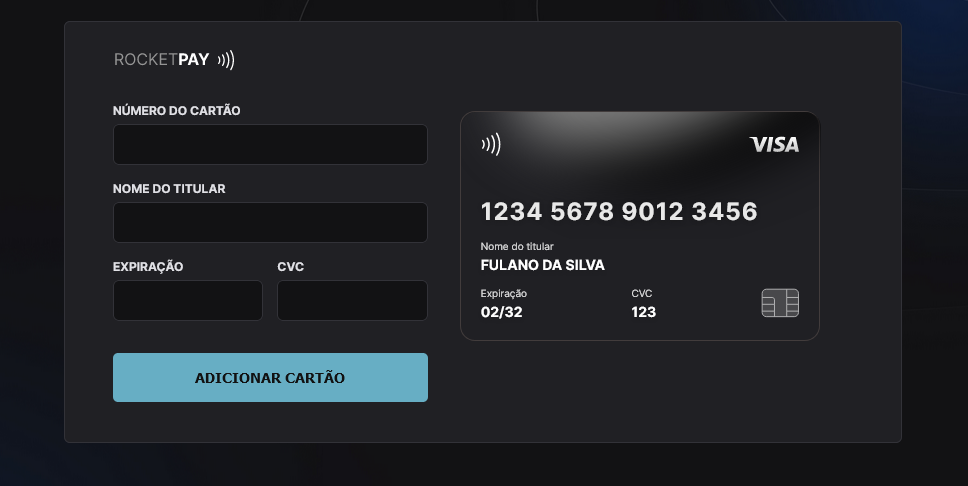 ROCKETPAY
NÚMERO DO CARTÃO
NOME DO TITULAR
EXPIRAÇÃO CVC
ADICIONAR CARTÃO
VISA
1234 5678 9012 3456
Nome do titular
FULANO DA SILVA
Expiração CVC
02/32 123